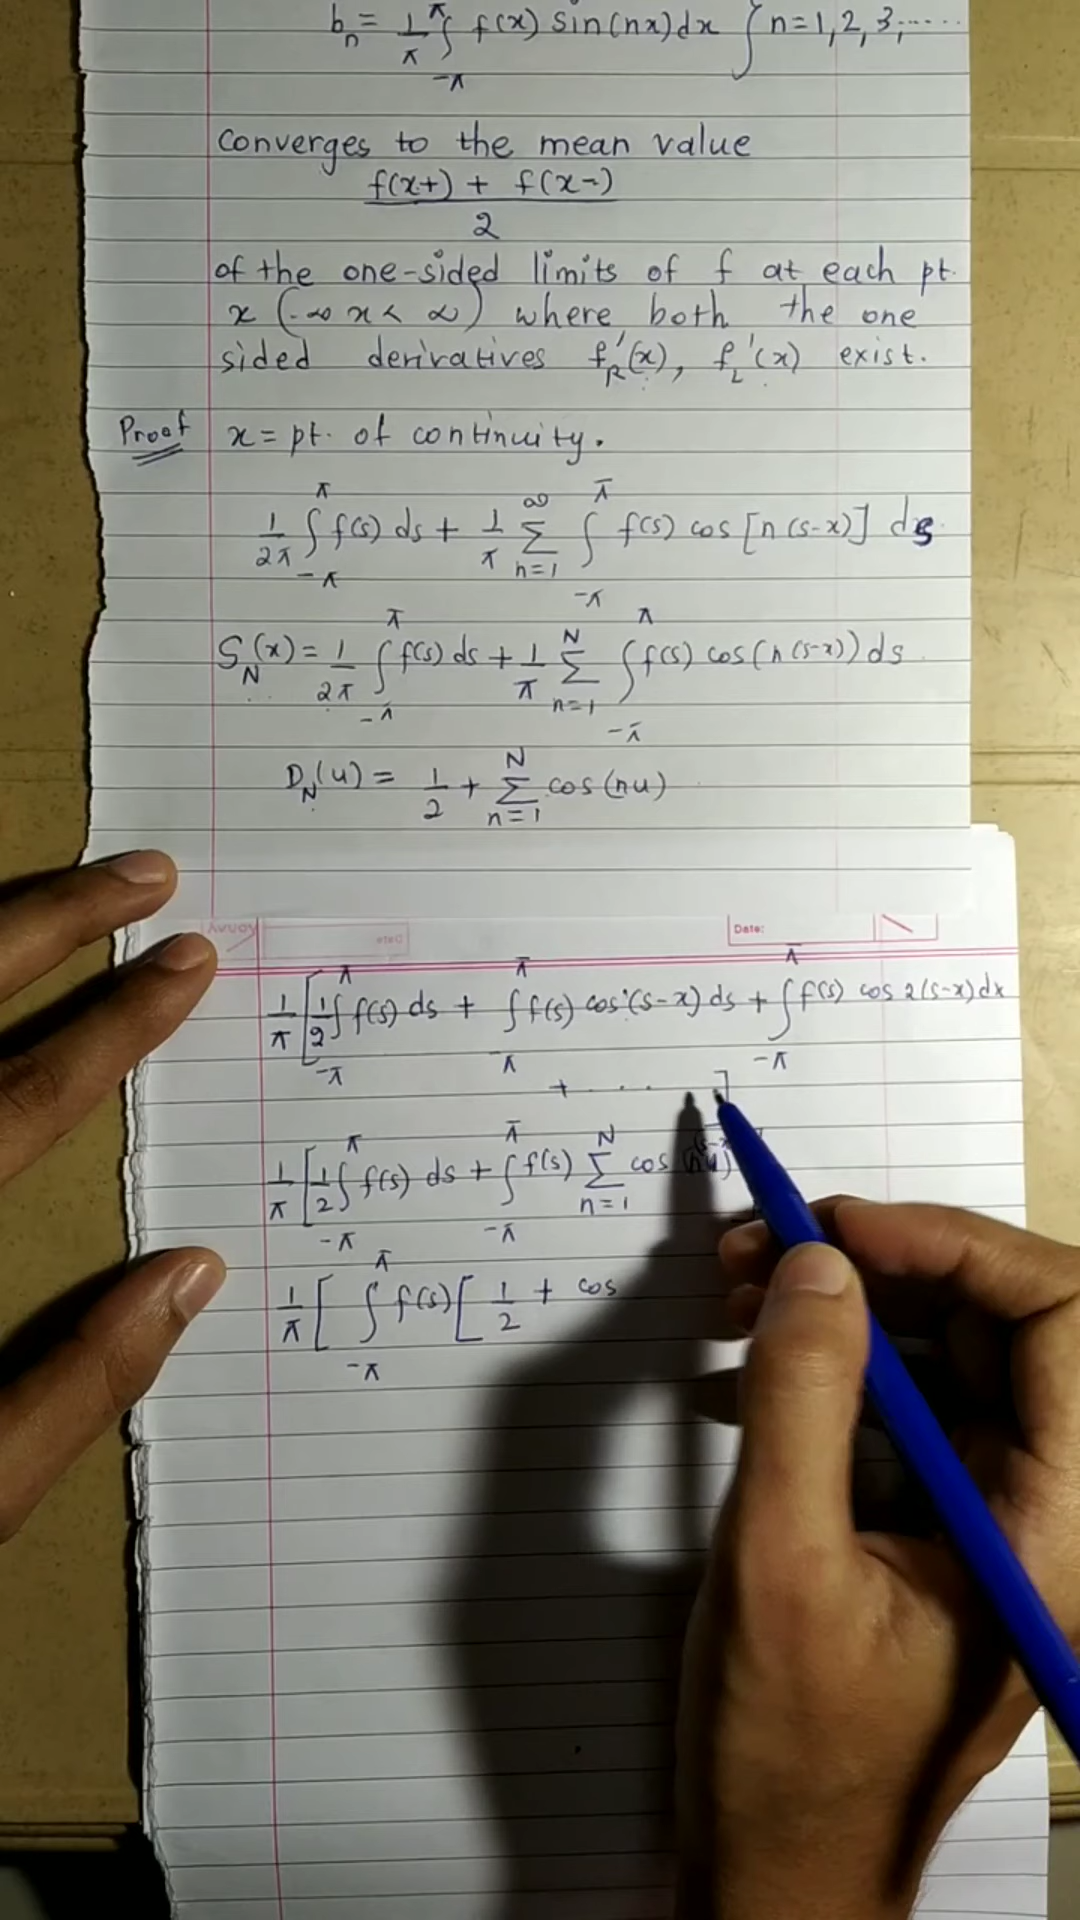 bₙ = 1/π ∫_{-π}^{π} f(x) sin(nx) dx } n = 1, 2, 3, .....
Converges to the mean value
f(x+) + f(x-)
2
of the one-sided limits of f at each pt.
x (-∞ x < ∞) where both the one
sided derivatives f'_R(x), f_L'(x) exist.
Proof x = pt. of continuity.
1/2π ∫_{-π}^{π} f(s) ds + 1/π Σ_{n=1}^{∞} ∫_{-π}^{π} f(s) cos [n (s-x)] ds
S_N(x) = 1/2π ∫_{-π}^{π} f(s) ds + 1/π Σ_{n=1}^{N} ∫_{-π}^{π} f(s) cos (n (s-x)) ds
D_N(u) = 1/2 + Σ_{n=1}^{N} cos (nu)
Date:
1/π [ 1/2 ∫_{-π}^{π} f(s) ds + ∫_{-π}^{π} f(s) cos (s-x) ds + ∫_{-π}^{π} f(s) cos 2(s-x) dx
+ . . . ]
1/π [ 1/2 ∫_{-π}^{π} f(s) ds + ∫_{-π}^{π} f(s) Σ_{n=1}^{N} cos
1/π [ ∫_{-π}^{π} f(s) [ 1/2 + cos